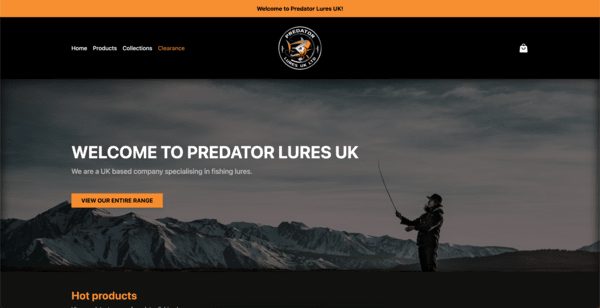 Welcome to Predator Lures UK!
Home Products Collections Clearance
PREDATOR
LURES UK LTD
WELCOME TO PREDATOR LURES UK
We are a UK based company specialising in fishing lures.
VIEW OUR ENTIRE RANGE
Hot products